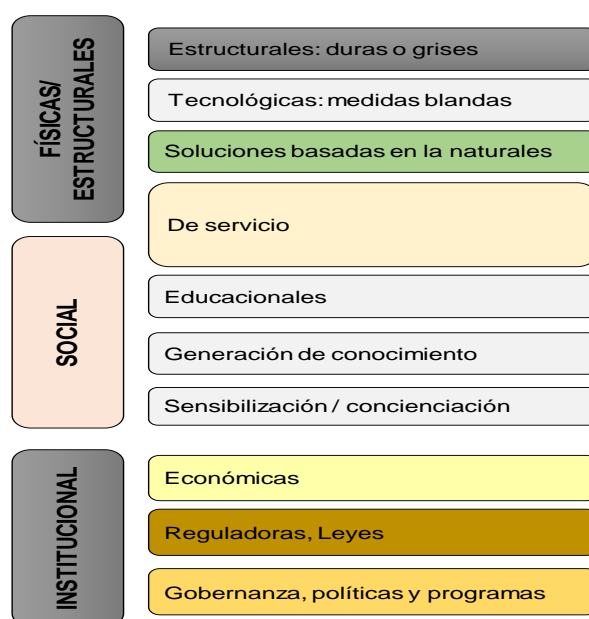 FÍSICAS/
ESTRUCTURALES
Estructurales: duras o grises
Tecnológicas: medidas blandas
Soluciones basadas en la naturales
De servicio
SOCIAL
Educacionales
Generación de conocimiento
Sensibilización / concienciación
INSTITUCIONAL
Económicas
Reguladoras, Leyes
Gobernanza, políticas y programas